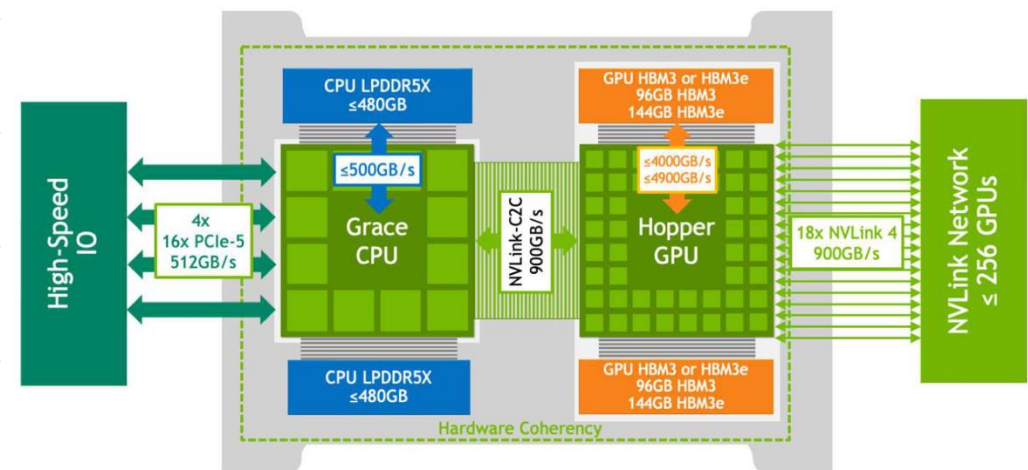 High-Speed
IO
4x
16x PCIe-5
512GB/s
CPU LPDDR5X
≤480GB
≤500GB/s
Grace
CPU
CPU LPDDR5X
≤480GB
NVLink-C2C
900GB/s
GPU HBM3 or HBM3e
96GB HBM3
144GB HBM3e
≤4000GB/s
≤4900GB/s
Hopper
GPU
GPU HBM3 or HBM3e
96GB HBM3
144GB HBM3e
18x NVLink 4
900GB/s
NVLink Network
≤ 256 GPUs
Hardware Coherency